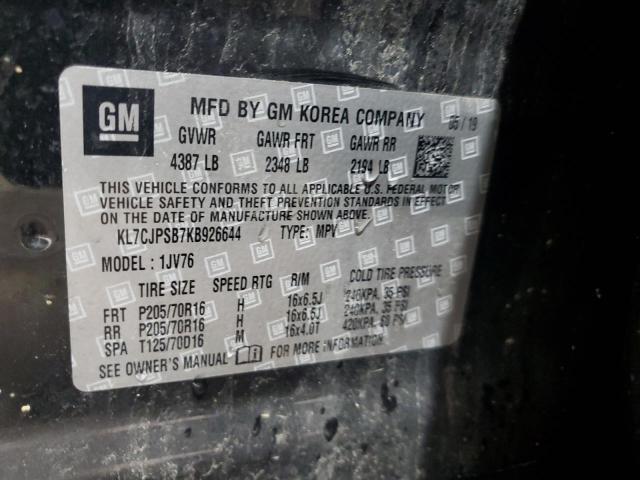 GM MFD BY GM KOREA COMPANY 05/19
GVWR GAWR FRT GAWR RR
4387 LB 2348 LB 2194 LB
THIS VEHICLE CONFORMS TO ALL APPLICABLE U.S. FEDERAL MOTOR
VEHICLE SAFETY AND THEFT PREVENTION STANDARDS IN EFFECT
ON THE DATE OF MANUFACTURE SHOWN ABOVE.
KL7CJPSB7KB926644 TYPE: MPV
MODEL: 1JV76
TIRE SIZE SPEED RTG R/M COLD TIRE PRESSURE
FRT P205/70R16 H 16x6.5J 240KPA, 35 PSI
RR P205/70R16 H 16x6.5J 240KPA, 35 PSI
SPA T125/70D16 M 16x4.0T 420KPA, 60 PSI
SEE OWNER'S MANUAL FOR MORE INFORMATION